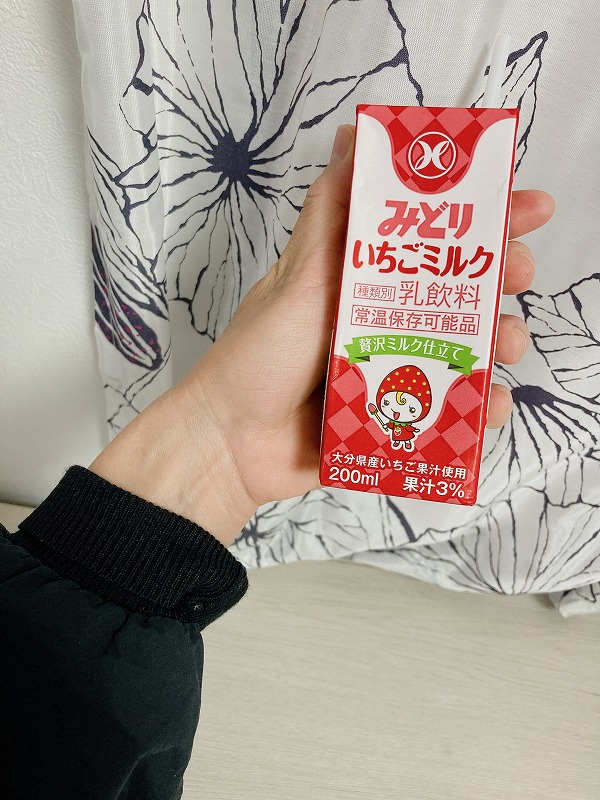 みどり
いちごミルク
種類別 乳飲料
常温保存可能品
贅沢ミルク仕立て
大分県産いちご果汁使用
200ml 果汁3%